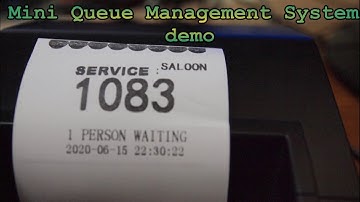 Mini Queue Management System
demo
SERVICE : SALOON
1083
1 PERSON WAITING
2020-06-15 22:30:22